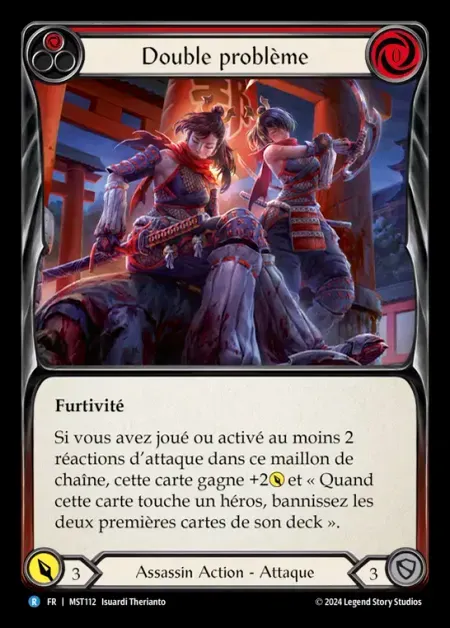 0
Double problème
Furtivité
Si vous avez joué ou activé au moins 2
réactions d'attaque dans ce maillon de
chaîne, cette carte gagne +2 et « Quand
cette carte touche un héros, bannissez les
deux premières cartes de son deck ».
3
Assassin Action - Attaque
3
R FR | MST112 Isuardi Therianto
© 2024 Legend Story Studios